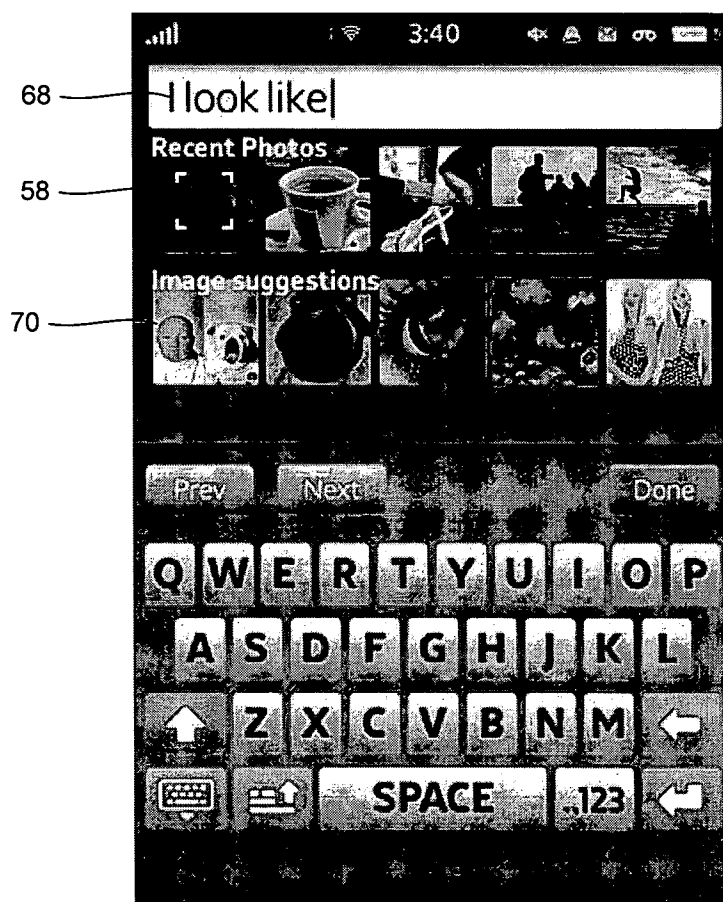 3:40
68 I look like
Recent Photos
58
Image suggestions
70
Prev Next Done
Q W E R T Y U I O P
A S D F G H J K L
Z X C V B N M
SPACE .,123